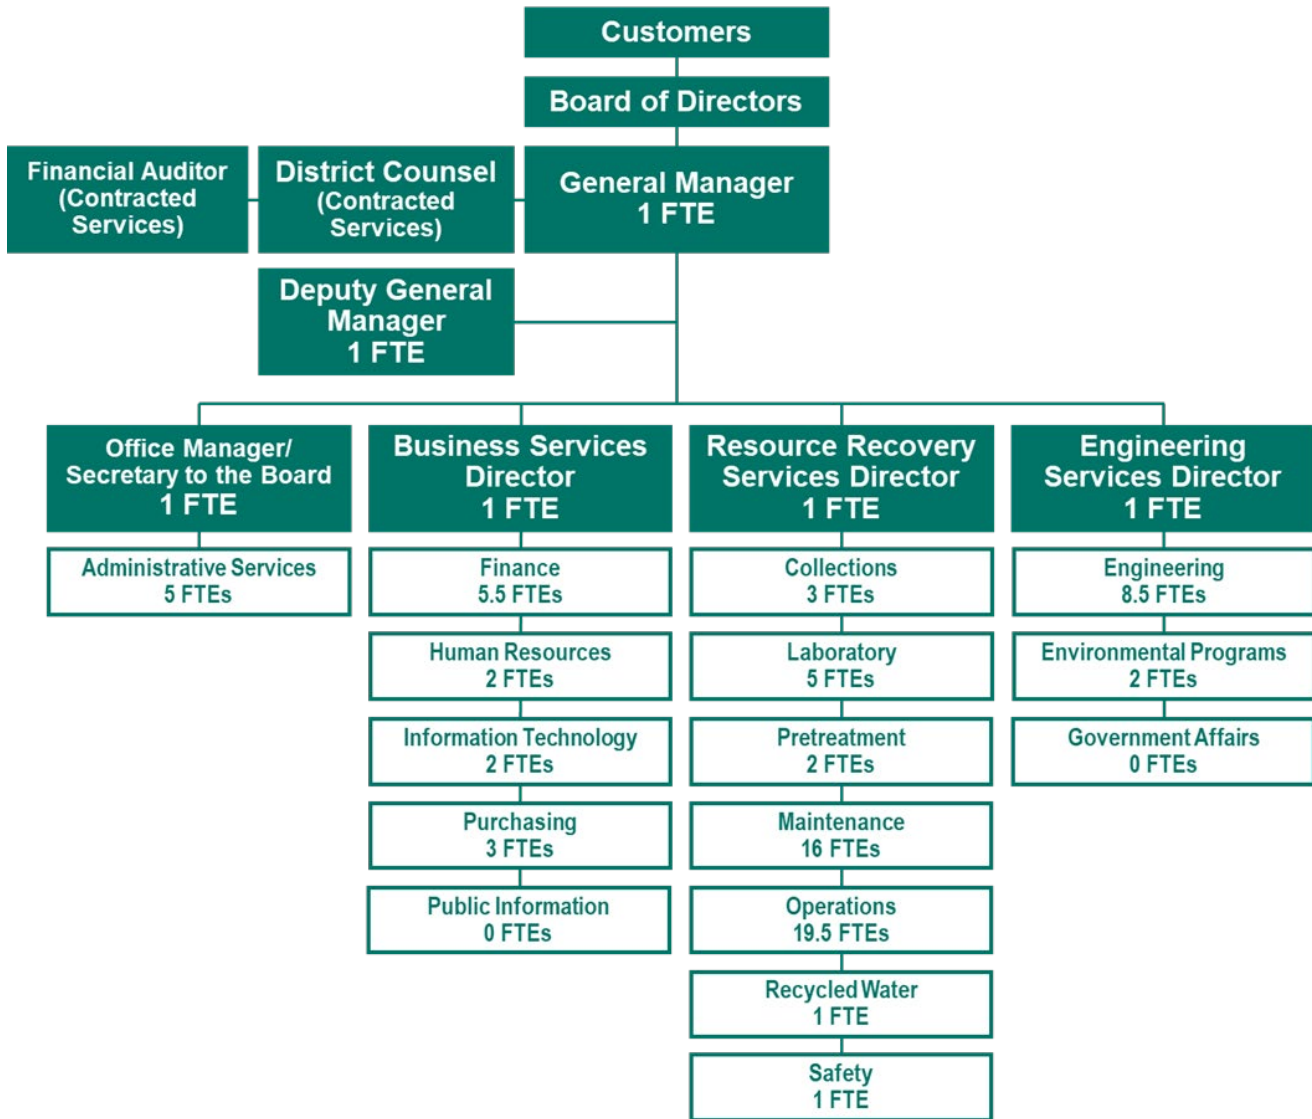 Customers
Board of Directors
Financial Auditor
(Contracted
Services)
District Counsel
(Contracted
Services)
General Manager
1 FTE
Deputy General
Manager
1 FTE
Office Manager/
Secretary to the Board
1 FTE
Administrative Services
5 FTEs
Business Services
Director
1 FTE
Finance
5.5 FTEs
Human Resources
2 FTEs
Information Technology
2 FTEs
Purchasing
3 FTEs
Public Information
0 FTEs
Resource Recovery
Services Director
1 FTE
Collections
3 FTEs
Laboratory
5 FTEs
Pretreatment
2 FTEs
Maintenance
16 FTEs
Operations
19.5 FTEs
Recycled Water
1 FTE
Safety
1 FTE
Engineering
Services Director
1 FTE
Engineering
8.5 FTEs
Environmental Programs
2 FTEs
Government Affairs
0 FTEs